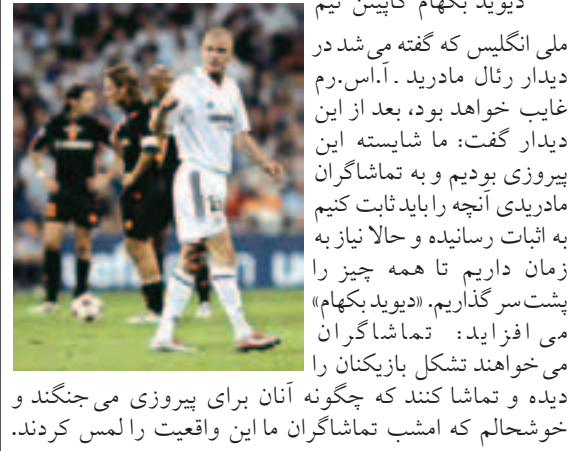 دیوید بکهام کاپیتن تیم
ملی انگلیس که گفته می شد در
دیدار رئال مادرید ـ آ.اس.رم
غایب خواهد بود، بعد از این
دیدار گفت: ما شایسته این
پیروزی بودیم و به تماشاگران
مادریدی آنچه را باید ثابت کنیم
به اثبات رسانیده و حالا نیاز به
زمان داریم تا همه چیز را
پشت سر گذاریم. «دیوید بکهام»
می افزاید: تماشاگران
می خواهند تشکل بازیکنان را
دیده و تماشا کنند که چگونه آنان برای پیروزی می جنگند و
خوشحالم که امشب تماشاگران ما این واقعیت را لمس کردند.